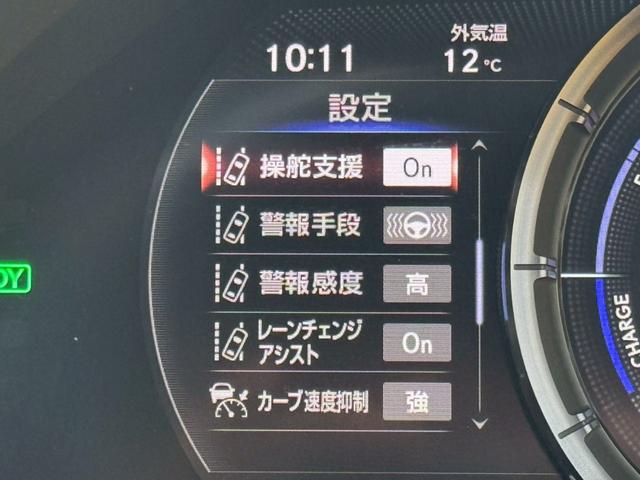 外気温
10:11
12℃
設定
操舵支援 On
警報手段
警報感度 高
レーンチェンジ
アシスト On
カーブ速度抑制 強
CHARGE